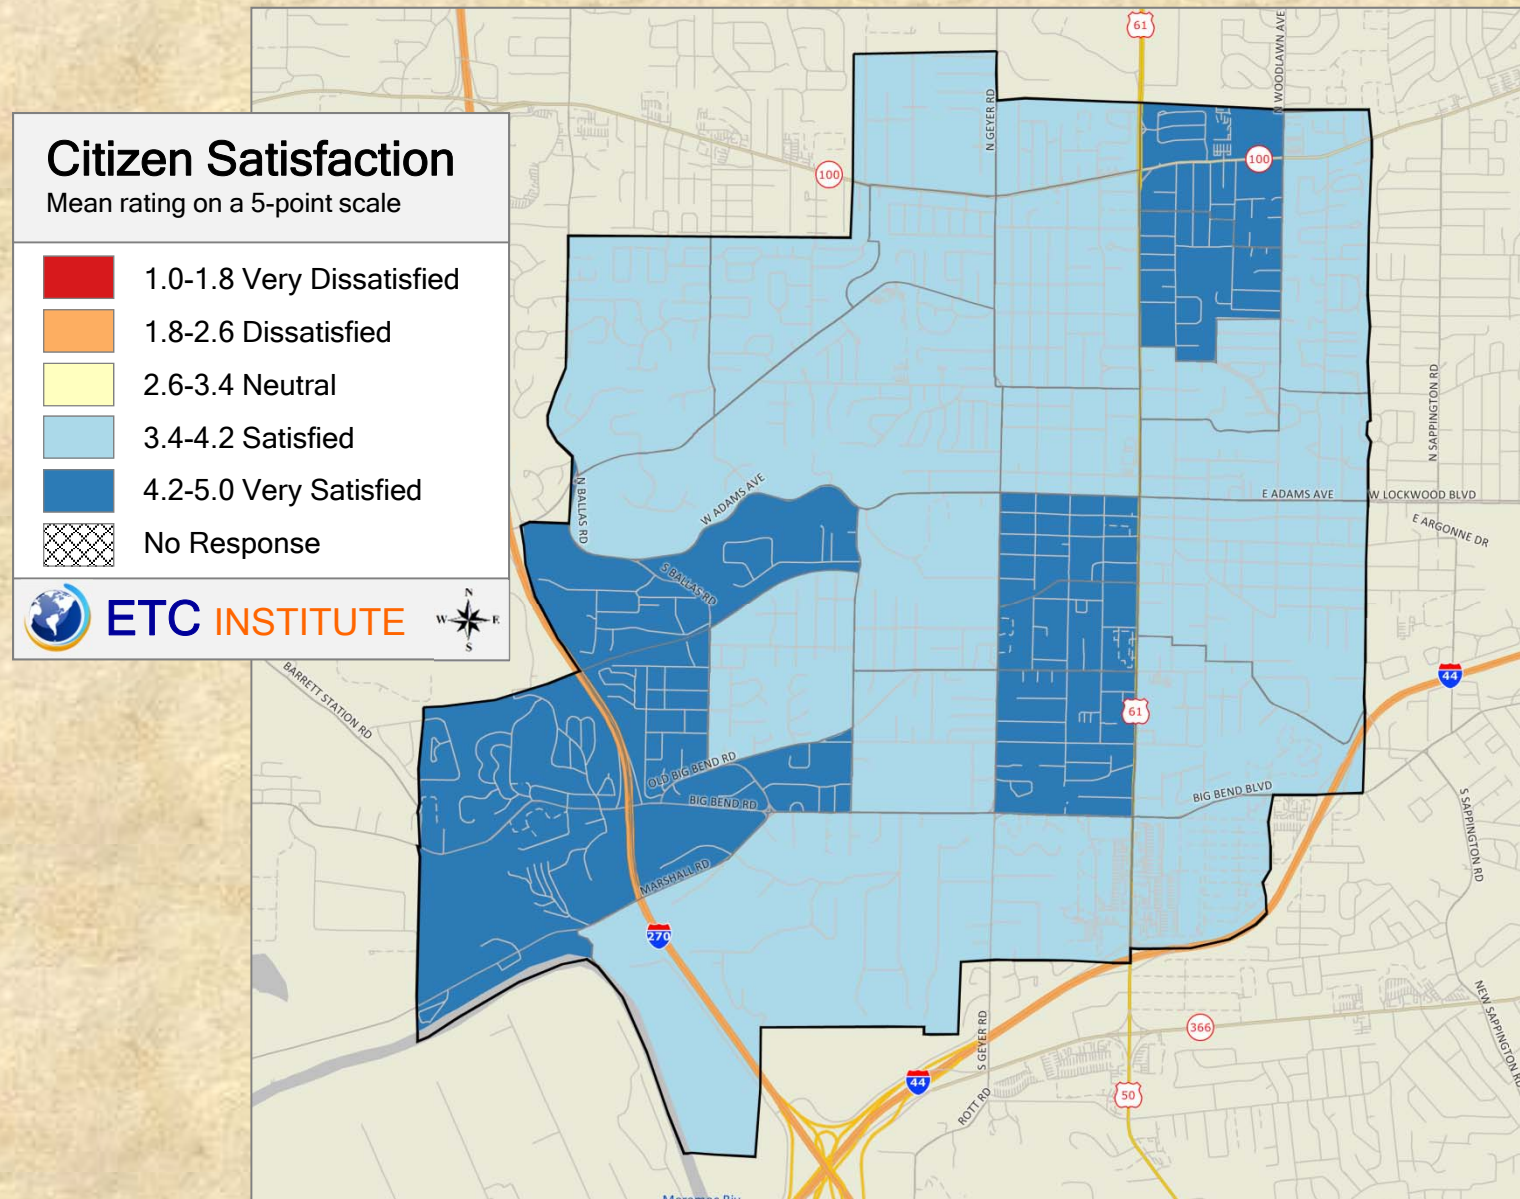 Citizen Satisfaction
Mean rating on a 5-point scale
1.0-1.8 Very Dissatisfied
1.8-2.6 Dissatisfied
2.6-3.4 Neutral
3.4-4.2 Satisfied
4.2-5.0 Very Satisfied
No Response
ETC INSTITUTE
N
W
E
S
61
N WOODLAWN AVE
N GEYER RD
100
100
N SAPPINGTON RD
N BALLAS RD
W ADAMS AVE
E ADAMS AVE
W LOCKWOOD BLVD
E ARGONNE DR
S BALLAS RD
BARRETT STATION RD
44
61
OLD BIG BEND RD
BIG BEND RD
BIG BEND BLVD
S SAPPINGTON RD
MARSHALL RD
270
NEW SAPPINGTON RD
S GEYER RD
366
44
50
ROTT RD